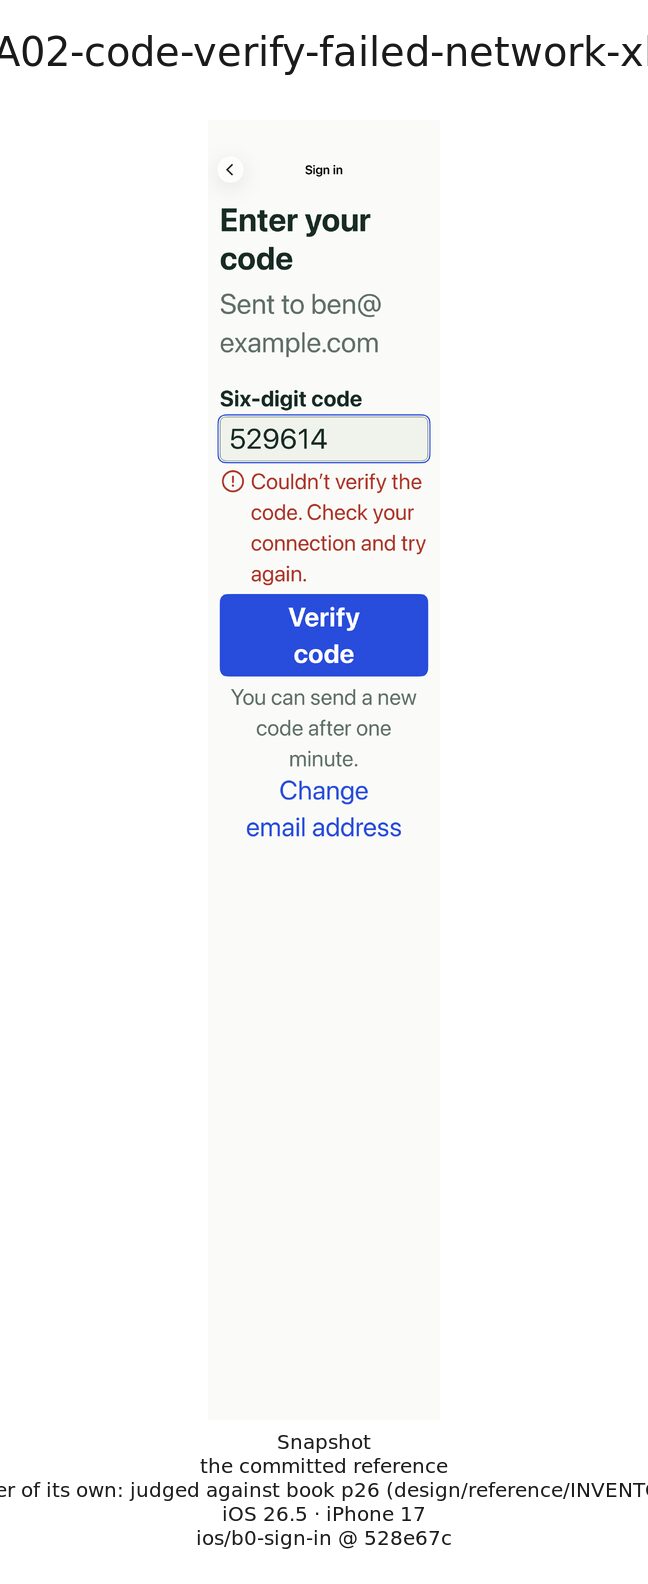 A02-code-verify-failed-network-x
Sign in
Enter your
code
Sent to ben@
example.com
Six-digit code
529614
Couldn’t verify the
code. Check your
connection and try
again.
Verify
code
You can send a new
code after one
minute.
Change
email address
Snapshot
the committed reference
er of its own: judged against book p26 (design/reference/INVENT
iOS 26.5 · iPhone 17
ios/b0-sign-in @ 528e67c